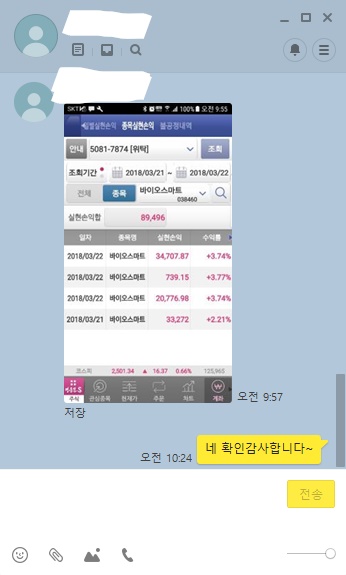 SKT 100% 오전 9:55
일별실현손익 종목실현손익 불공정내역
안내 5081-7874 [위탁] 조회
조회기간 2018/03/21 ~ 2018/03/22
전체 종목 바이오스마트 038460
실현손익합 89,496
일자 종목명 실현손익 수익률
2018/03/22 바이오스마트 34,707.87 +3.74%
2018/03/22 바이오스마트 739.15 +3.77%
2018/03/22 바이오스마트 20,776.98 +3.74%
2018/03/21 바이오스마트 33,272 +2.21%
코스피 2,501.34 ▲ 16.37 0.66% 125,965
주식 관심종목 현재가 주문 차트 계좌
오전 9:57
저장
오전 10:24 네 확인감사합니다~
전송